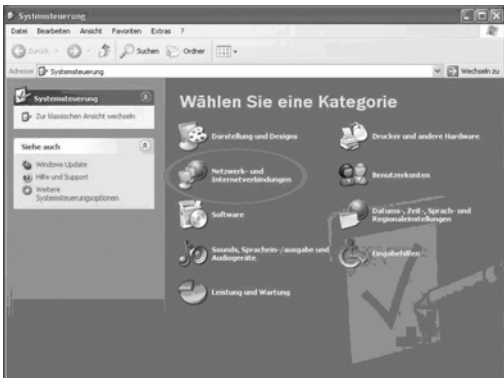 Systemsteuerung
Datei Bearbeiten Ansicht Favoriten Extras ?
Zurück Suchen Ordner
Adresse Systemsteuerung Wechseln zu
Systemsteuerung
Zur klassischen Ansicht wechseln
Siehe auch
Windows Update
Hilfe und Support
Weitere
Systemsteuerungsoptionen
Wählen Sie eine Kategorie
Darstellung und Designs
Drucker und andere Hardware
Netzwerk- und
Internetverbindungen
Benutzerkonten
Software
Datums-, Zeit-, Sprach- und
Regionaleinstellungen
Sounds, Sprachein-/ausgabe und
Audiogeräte
Eingabehilfen
Leistung und Wartung